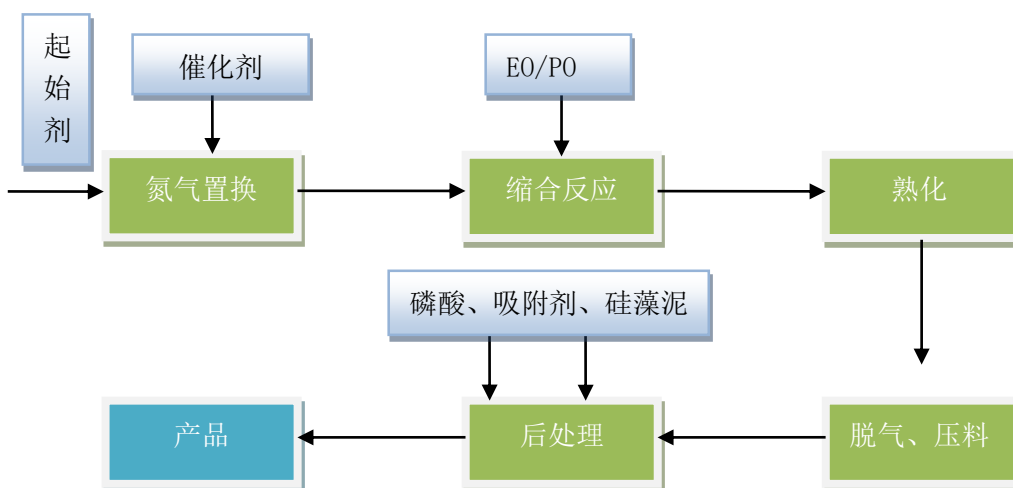 起始剂
催化剂
EO/PO
氮气置换
缩合反应
熟化
磷酸、吸附剂、硅藻泥
产品
后处理
脱气、压料